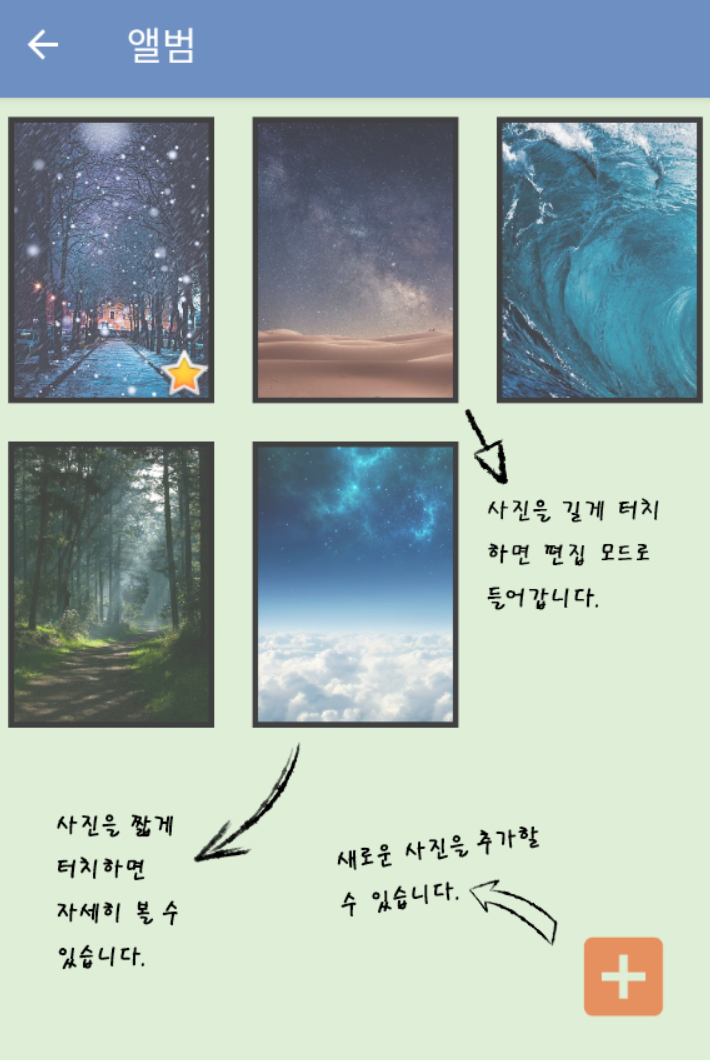 앨범
사진을 길게 터치
하면 편집 모드로
들어갑니다.
사진을 짧게
터치하면
자세히 볼 수
있습니다.
새로운 사진을 추가할
수 있습니다.